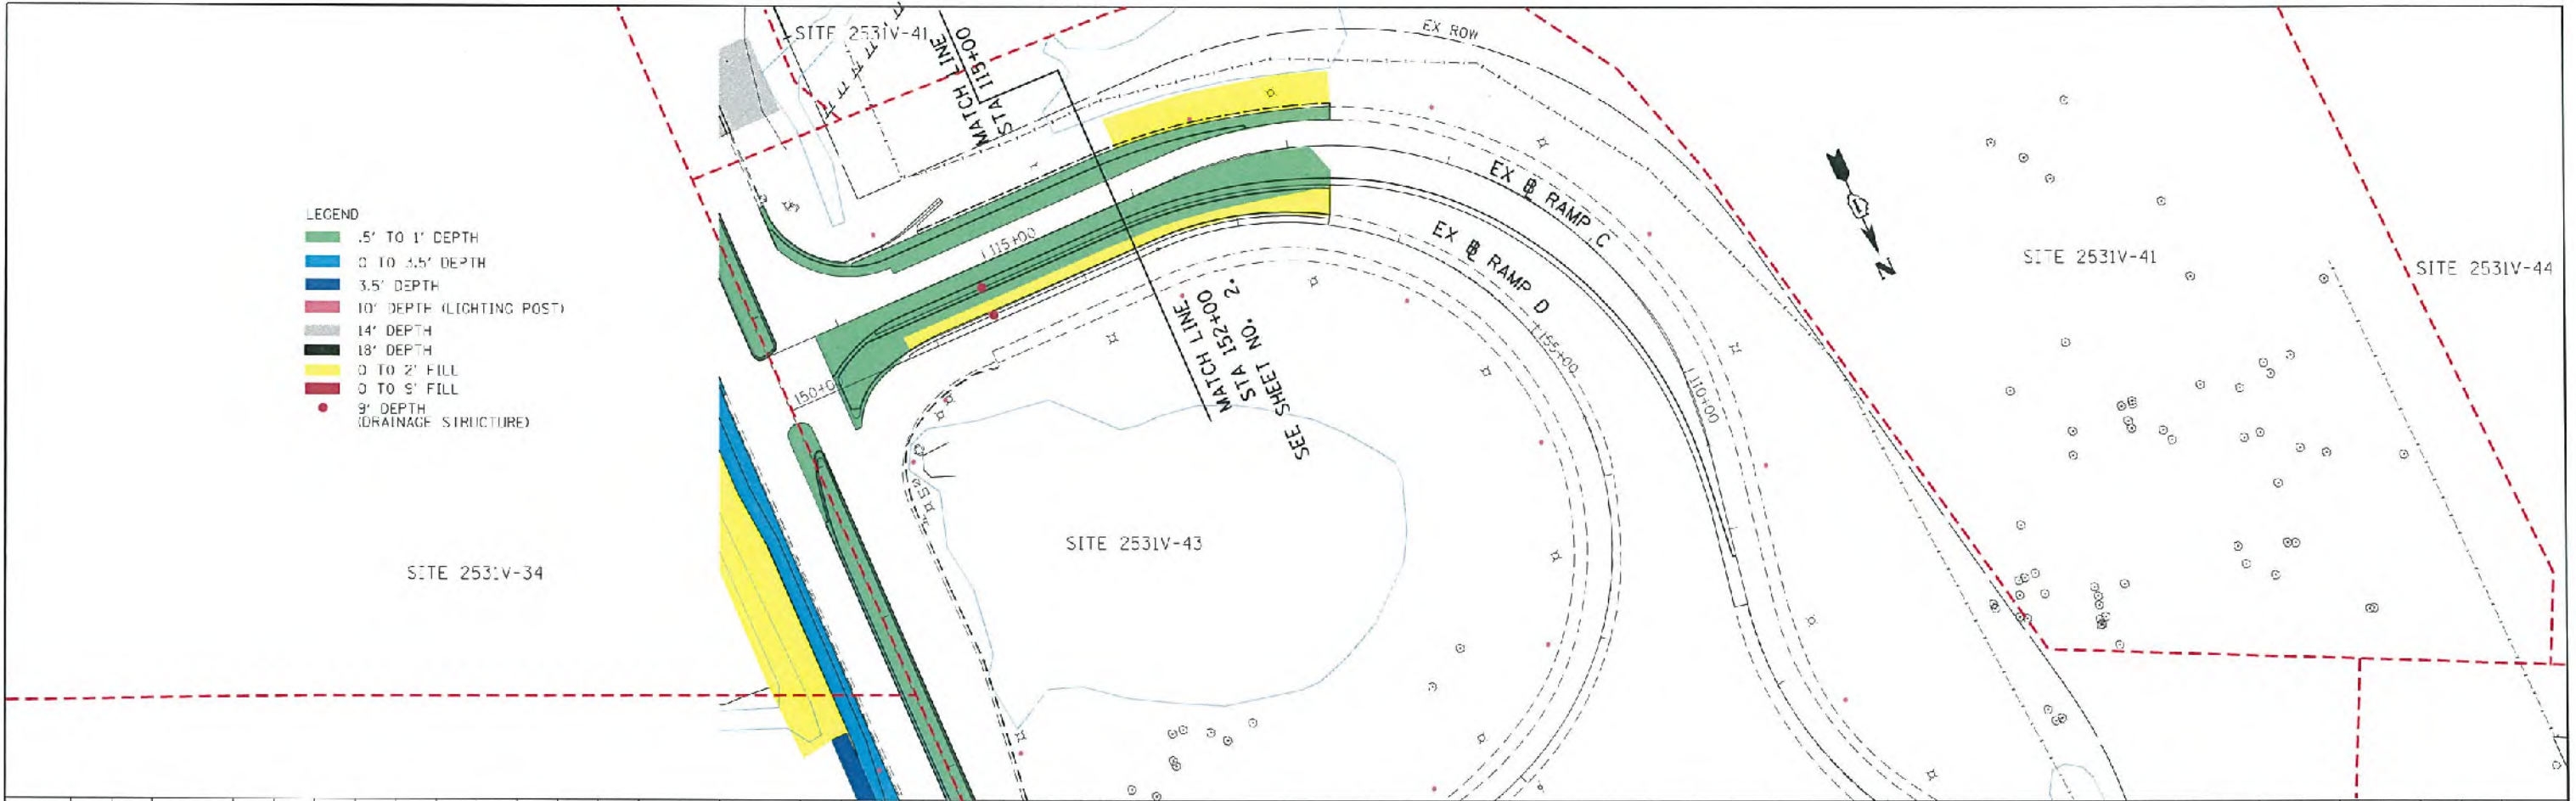 SITE 2531V-41
MATCH LINE
STA 115+00
EX ROW
LEGEND
.5' TO 1' DEPTH
0 TO 3.5' DEPTH
3.5' DEPTH
10' DEPTH (LIGHTING POST)
14' DEPTH
18' DEPTH
0 TO 2' FILL
0 TO 9' FILL
9' DEPTH
(DRAINAGE STRUCTURE)
115+00
EX BL RAMP C
EX BL RAMP D
150+0
MATCH LINE
STA 152+00
SEE SHEET NO. 2.
155+00
110+00
N
SITE 2531V-41
SITE 2531V-44
SITE 2531V-43
SITE 2531V-34